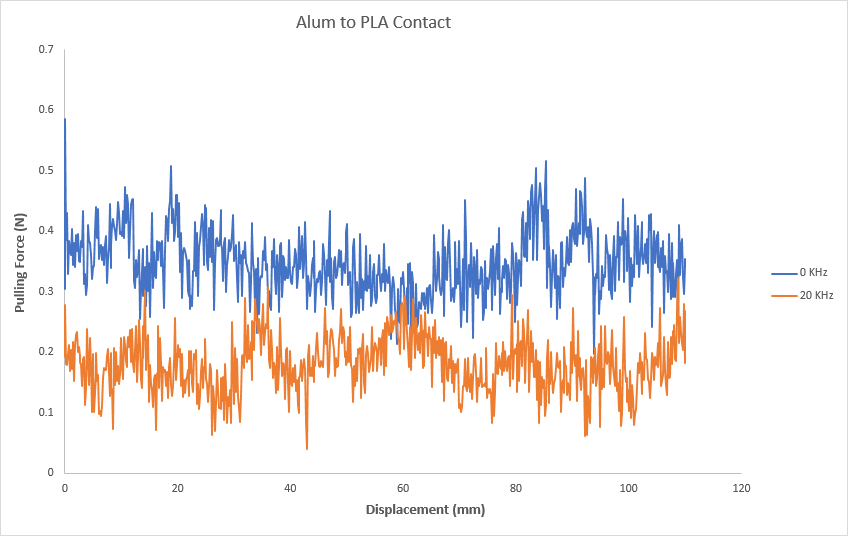 Alum to PLA Contact
0.7
0.6
0.5
0.4
0.3
0.2
0.1
0
Pulling Force (N)
0 20 40 60 80 100 120
Displacement (mm)
0 KHz
20 KHz